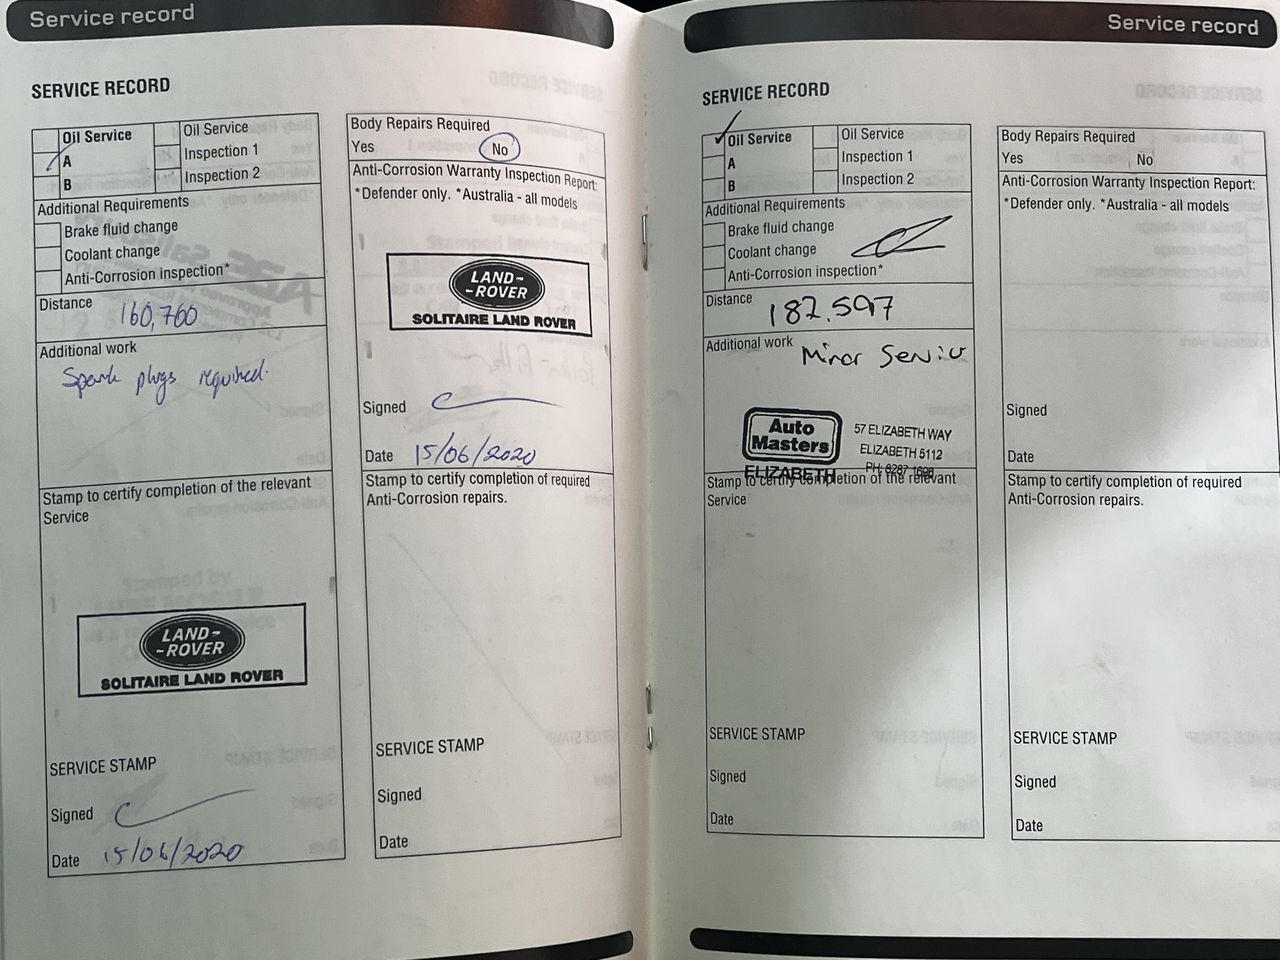 Service record
SERVICE RECORD
Oil Service
A
B
Oil Service
Inspection 1
Inspection 2
Additional Requirements
Brake fluid change
Coolant change
Anti-Corrosion inspection*
Distance
160,760
Additional work
Spark plugs required.
Stamp to certify completion of the relevant
Service
LAND-
-ROVER
SOLITAIRE LAND ROVER
SERVICE STAMP
Signed
Date 15/06/2020
Body Repairs Required
Yes No
Anti-Corrosion Warranty Inspection Report:
*Defender only. *Australia - all models
LAND-
-ROVER
SOLITAIRE LAND ROVER
Signed
Date 15/06/2020
Stamp to certify completion of required
Anti-Corrosion repairs.
SERVICE STAMP
Signed
Date
Service record
SERVICE RECORD
Oil Service
A
B
Oil Service
Inspection 1
Inspection 2
Additional Requirements
Brake fluid change
Coolant change
Anti-Corrosion inspection*
Distance
182.597
Additional work
Minor Service
Auto
Masters
ELIZABETH
57 ELIZABETH WAY
ELIZABETH 5112
PH: 8287 1698
Stamp to certify completion of the relevant
Service
SERVICE STAMP
Signed
Date
Body Repairs Required
Yes No
Anti-Corrosion Warranty Inspection Report:
*Defender only. *Australia - all models
Signed
Date
Stamp to certify completion of required
Anti-Corrosion repairs.
SERVICE STAMP
Signed
Date